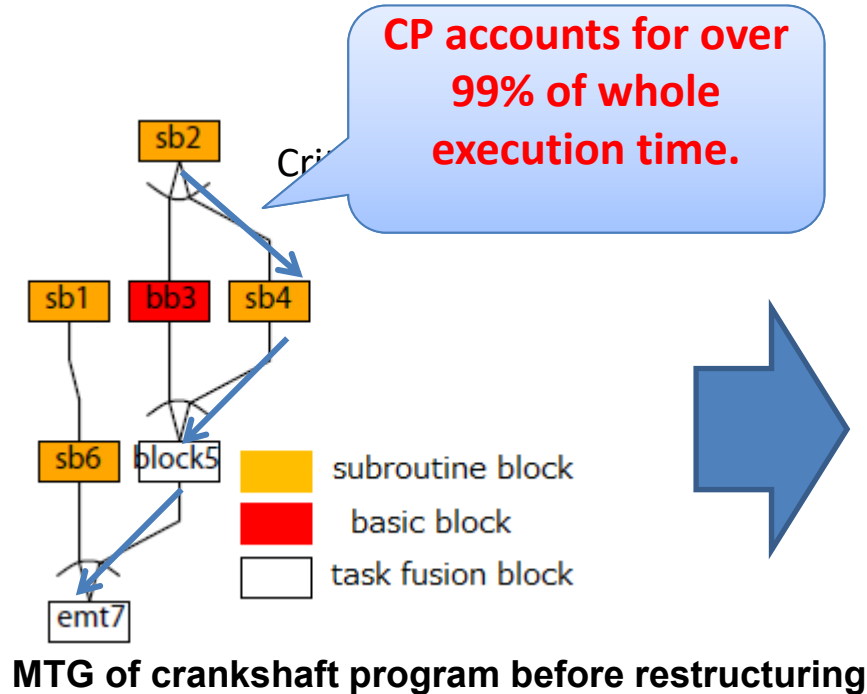 CP accounts for over
99% of whole
execution time.
sb2
sb1
bb3
sb4
sb6
block5
emt7
subroutine block
basic block
task fusion block
MTG of crankshaft program before restructuring